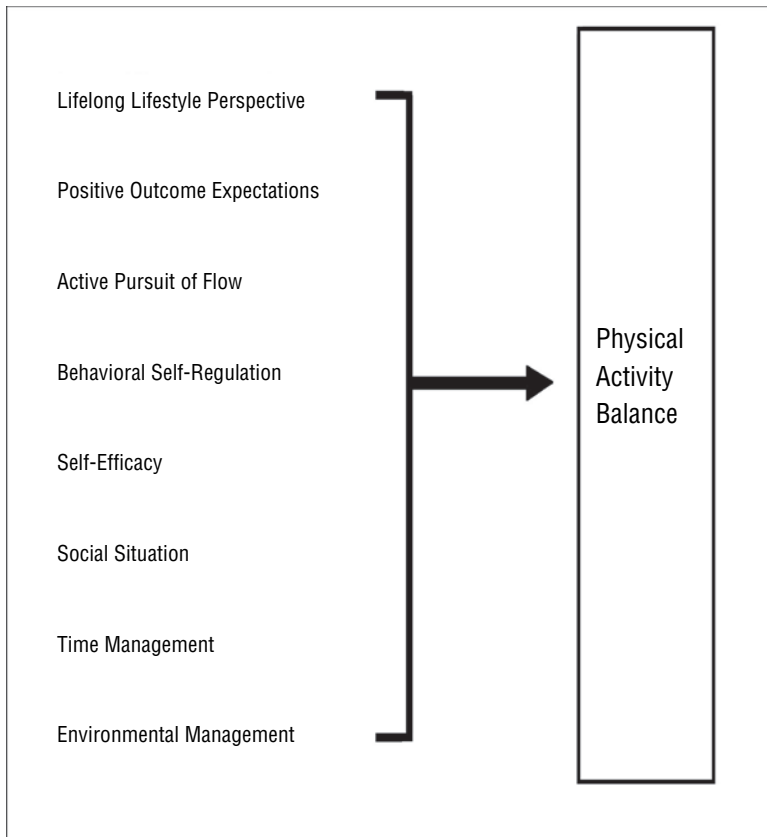 Lifelong Lifestyle Perspective
Positive Outcome Expectations
Active Pursuit of Flow
Behavioral Self-Regulation
Self-Efficacy
Social Situation
Time Management
Environmental Management
Physical
Activity
Balance